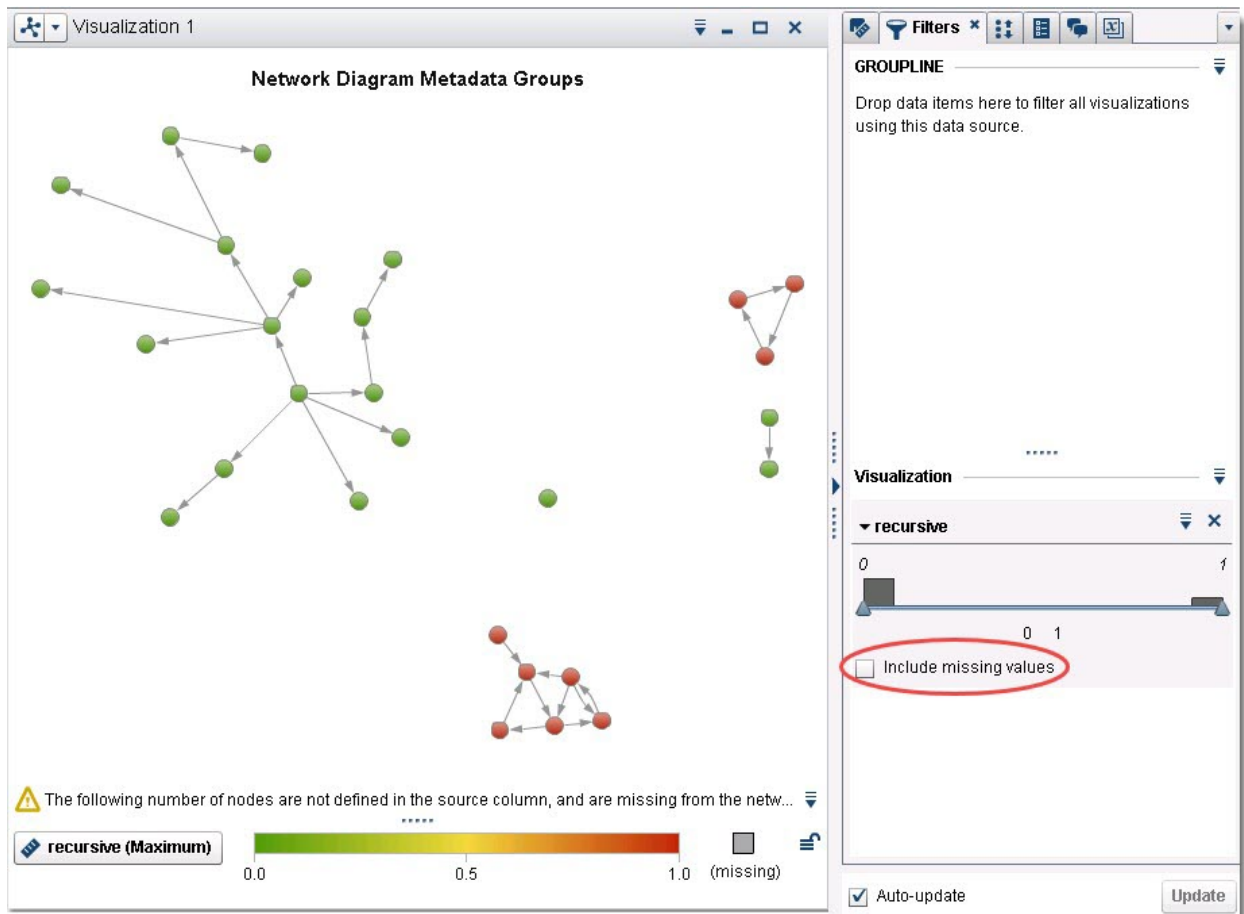 Visualization 1
Network Diagram Metadata Groups
The following number of nodes are not defined in the source column, and are missing from the netw...
recursive (Maximum)
0.0
0.5
1.0
(missing)
Filters
GROUPLINE
Drop data items here to filter all visualizations
using this data source.
Visualization
recursive
0
1
0 1
Include missing values
Auto-update
Update